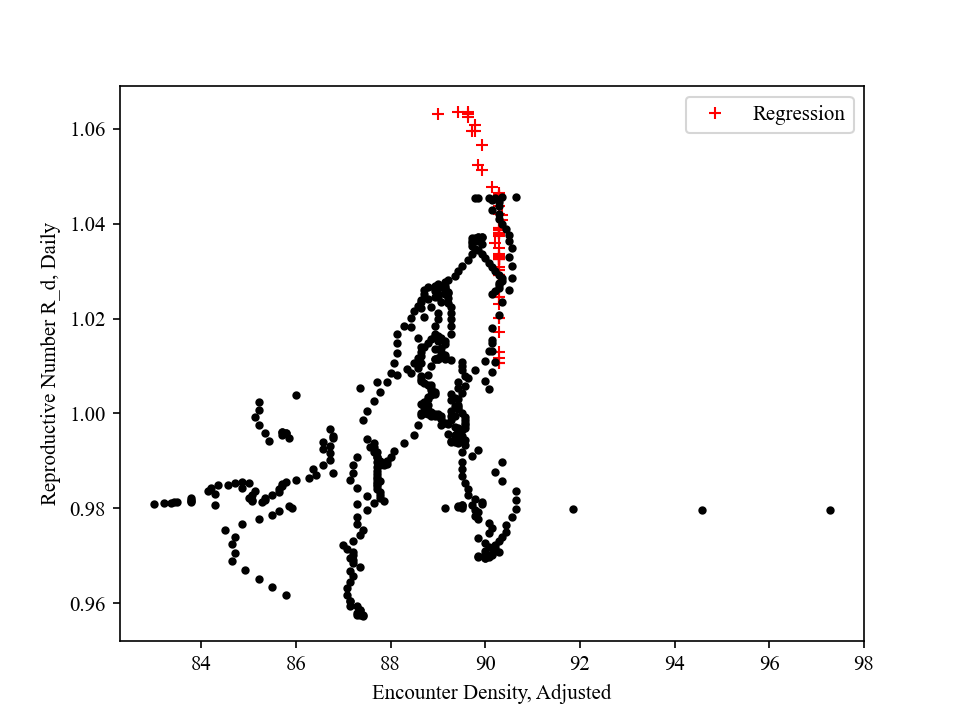 Regression
1.06
1.04
1.02
1.00
0.98
0.96
Reproductive Number R_d, Daily
84 86 88 90 92 94 96 98
Encounter Density, Adjusted